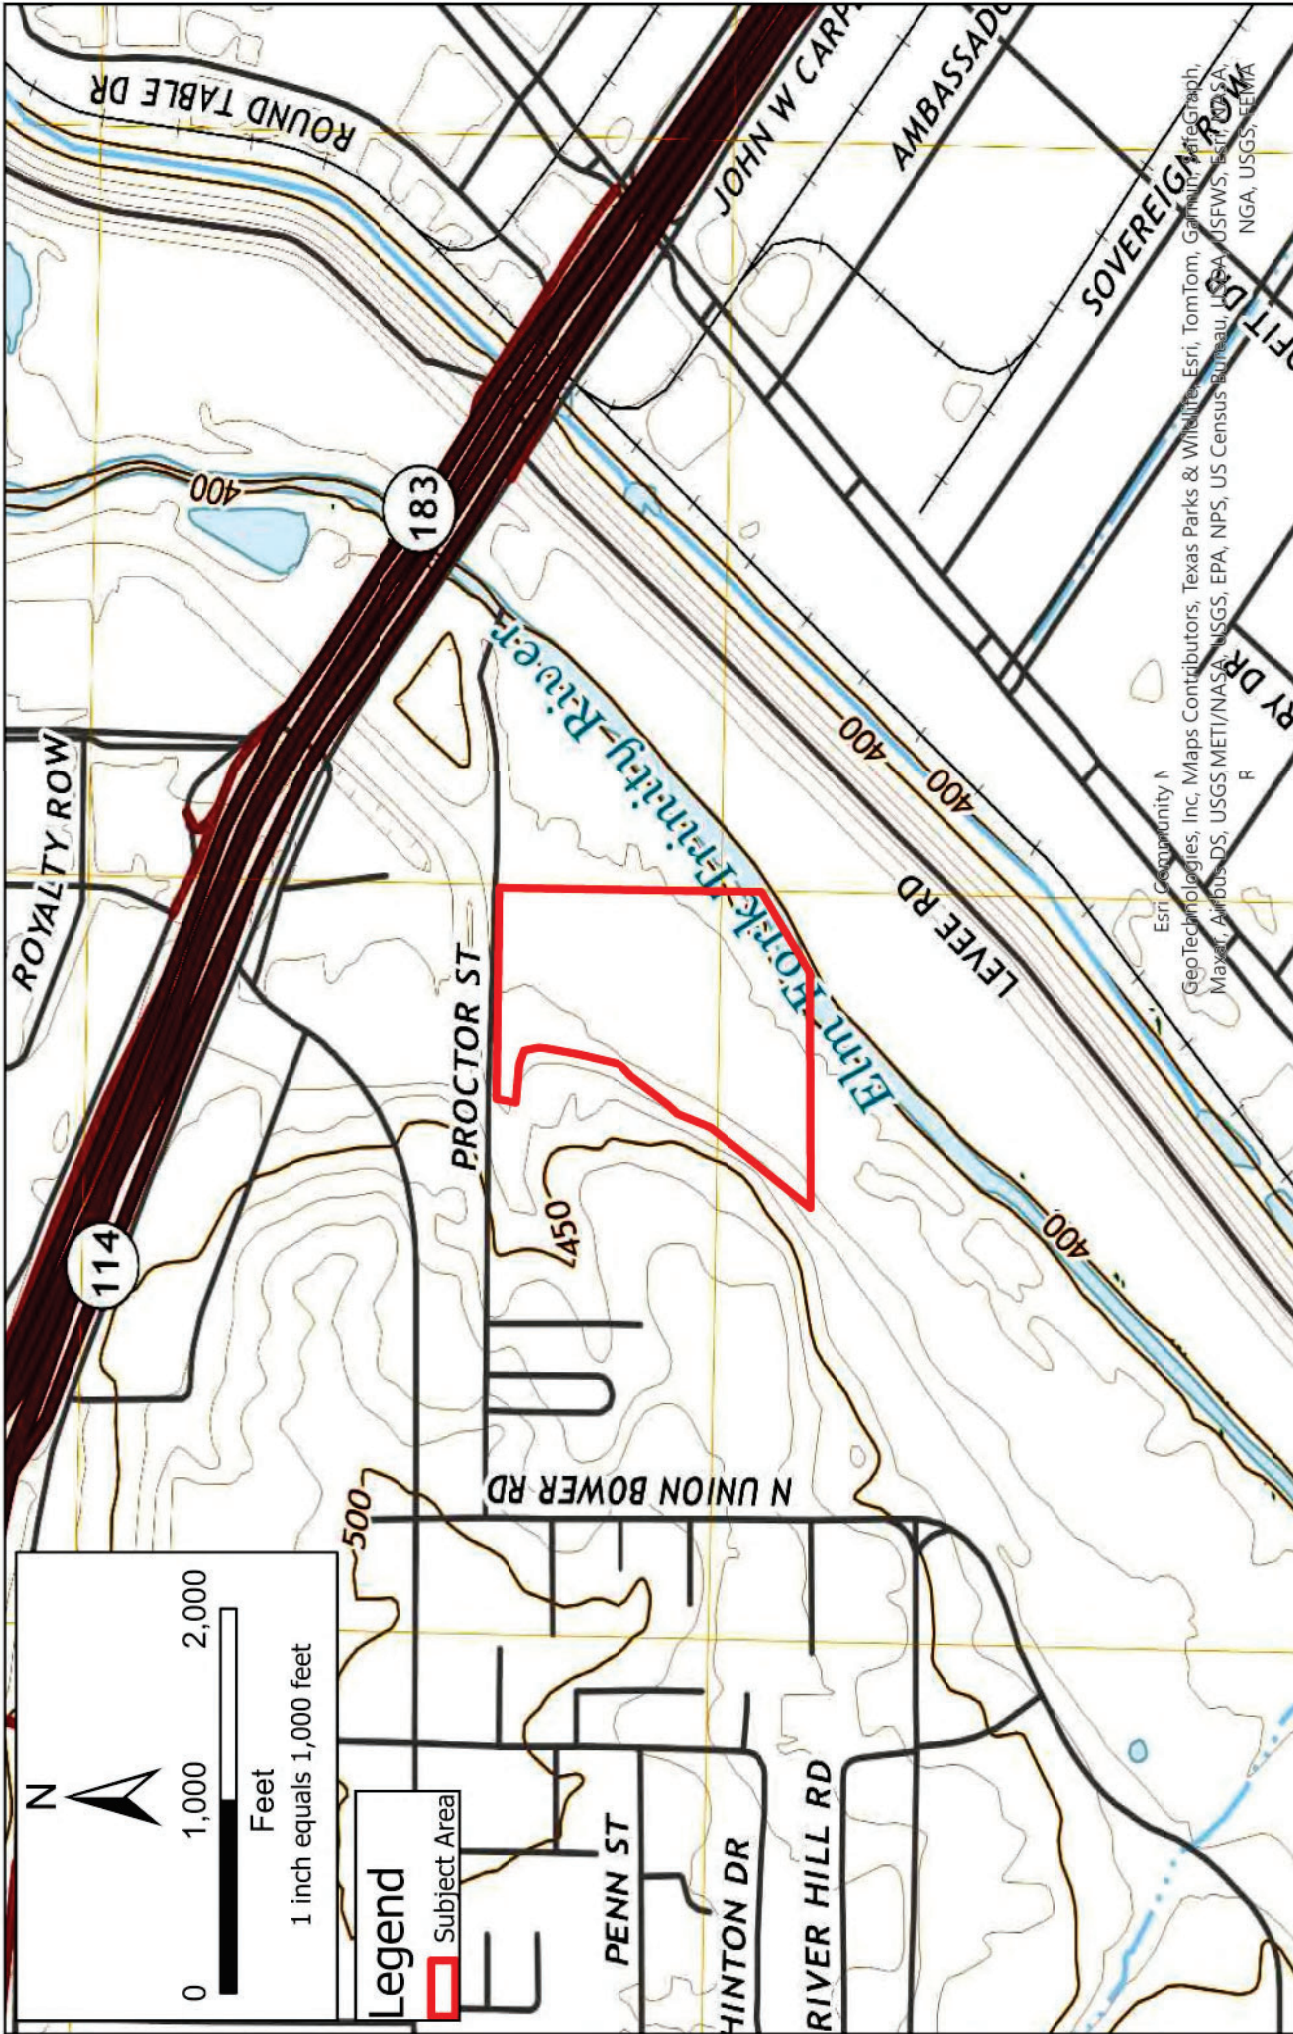 N
0 1,000 2,000
Feet
1 inch equals 1,000 feet
Legend
Subject Area
114
183
ROYALTY ROW
ROUND TABLE DR
400
500
PROCTOR ST
450
N UNION BOWER RD
PENN ST
HINTON DR
RIVER HILL RD
Elm Fork Trinity River
JOHN W CARP
AMBASSADO
SOVEREIGN ROW
OFIT DR
RY DR
LEVEE RD
400
400
400
Esri Community M
GeoTechnologies, Inc, Maps Contributors, Texas Parks & Wildlife, Esri, TomTom, Garmin, SafeGraph,
Maxar, Airbus DS, USGS METI/NASA, USGS, EPA, NPS, US Census Bureau, USDA, USFWS, Esri, NASA,
NGA, USGS, FEMA
R